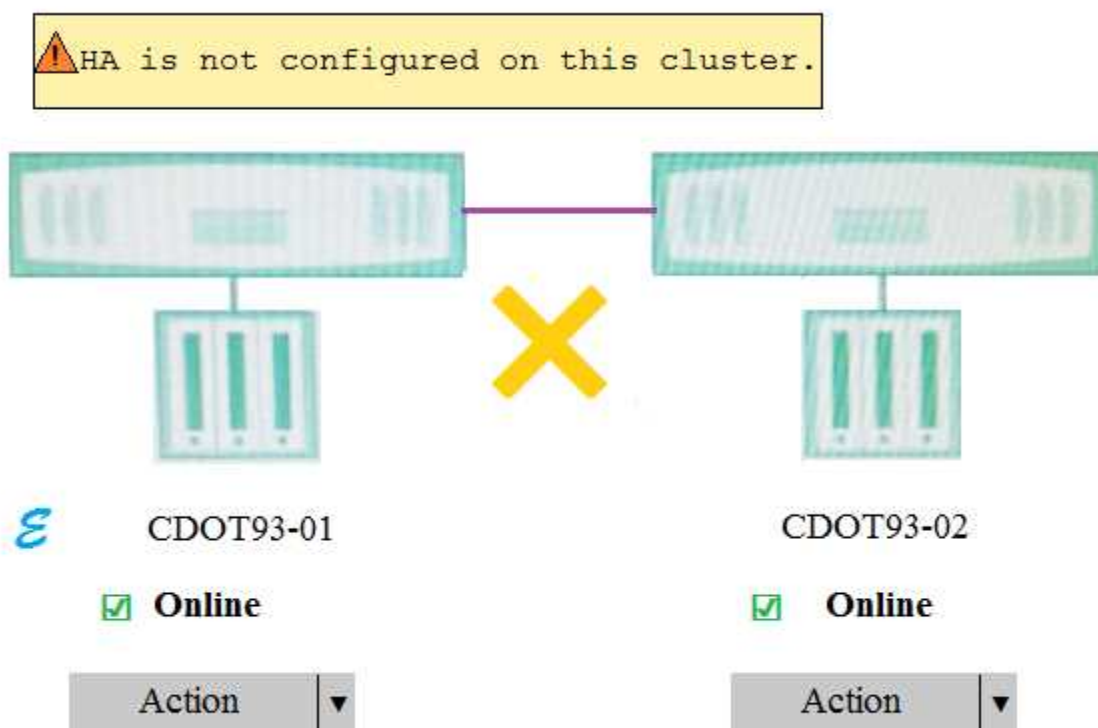 HA is not configured on this cluster.
ε CDOT93-01
CDOT93-02
Online
Online
Action
Action